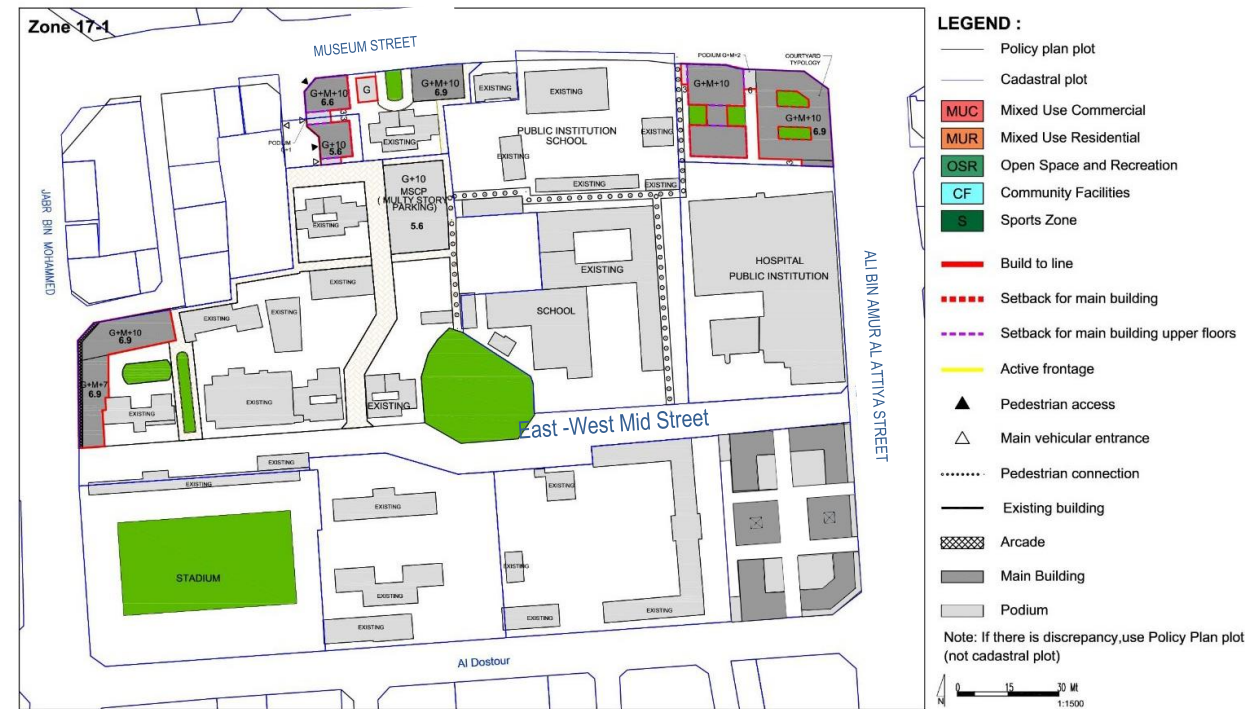 Zone 17-1
MUSEUM STREET
PODIUM G+M+2
COURTYARD
TYPOLOGY
G+M+10
6.6
G
G+M+10
6.9
EXISTING
EXISTING
G+M+10
G+M+10
6.9
PODIUM
G+1
G+10
5.6
EXISTING
PUBLIC INSTITUTION
SCHOOL
EXISTING
EXISTING
G+10
MSCP
( MULTY STORY
PARKING)
5.6
EXISTING
EXISTING
EXISTING
JABR BIN MOHAMMED
EXISTING
HOSPITAL
PUBLIC INSTITUTION
ALI BIN AMUR AL ATTIYA STREET
EXISTING
EXISTING
EXISTING
SCHOOL
G+M+10
6.9
G+M+7
6.9
EXISTING
EXISTING
EXISTING
EXISTING
East -West Mid Street
EXISTING
EXISTING
EXISTING
EXISTING
STADIUM
EXISTING
EXISTING
EXISTING
EXISTING
EXISTING
Al Dostour
LEGEND :
Policy plan plot
Cadastral plot
MUC Mixed Use Commercial
MUR Mixed Use Residential
OSR Open Space and Recreation
CF Community Facilities
S Sports Zone
Build to line
Setback for main building
Setback for main building upper floors
Active frontage
Pedestrian access
Main vehicular entrance
Pedestrian connection
Existing building
Arcade
Main Building
Podium
Note: If there is discrepancy,use Policy Plan plot
(not cadastral plot)
N
0 15 30 Mt
1:1500